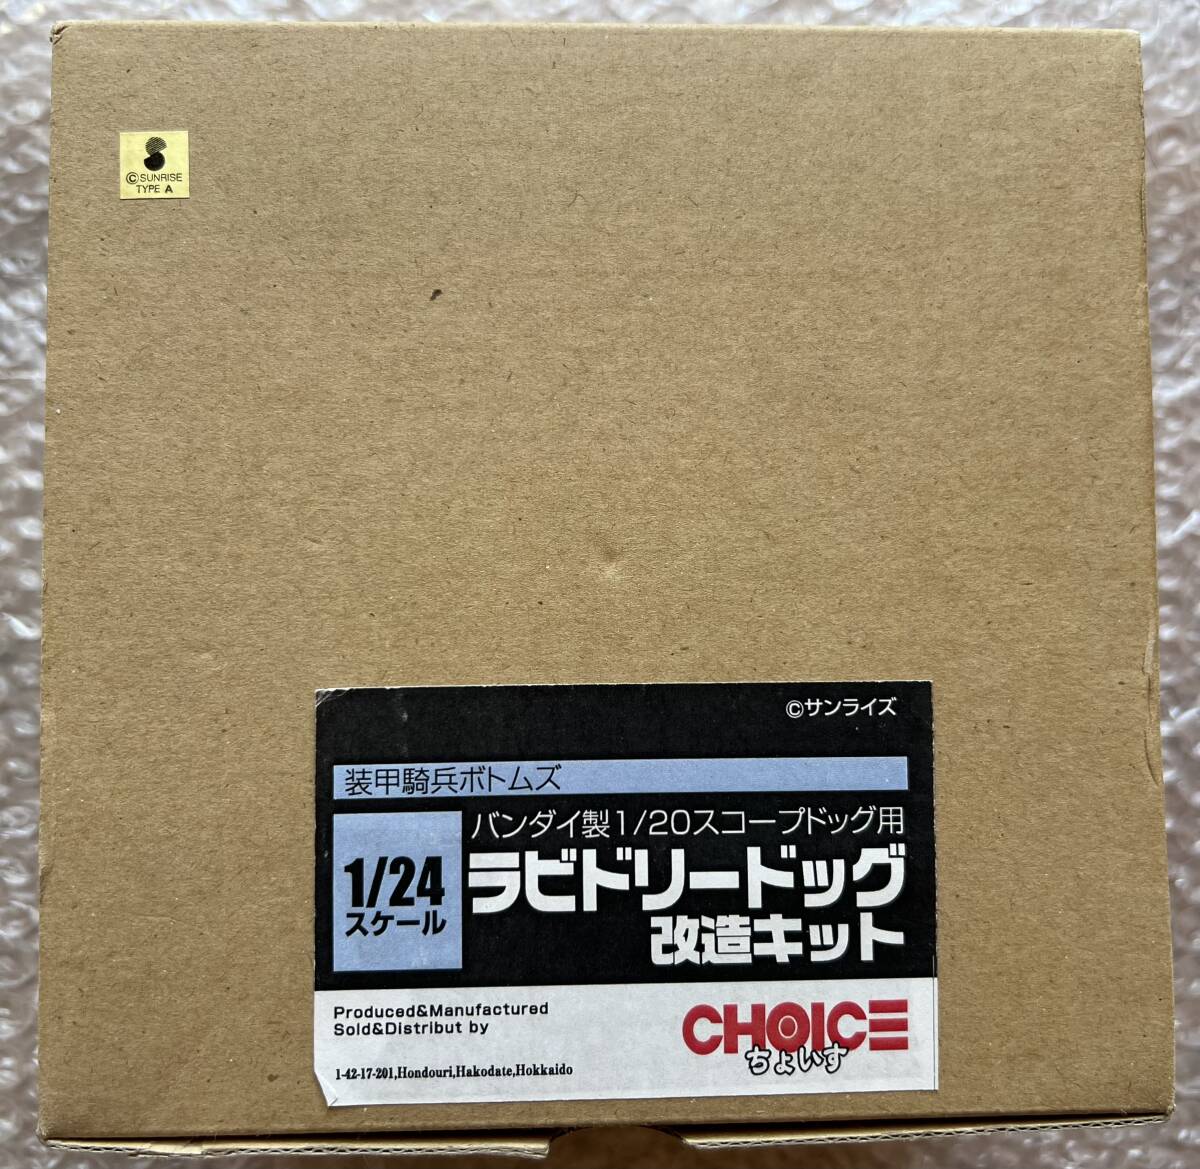 ©SUNRISE
TYPE A
©サンライズ
装甲騎兵ボトムズ
バンダイ製1/20スコープドッグ用
1/24
スケール
ラビドリードッグ
改造キット
Produced&Manufactured
Sold&Distribut by
CHOICE
ちょいす
1-42-17-201,Hondouri,Hakodate,Hokkaido